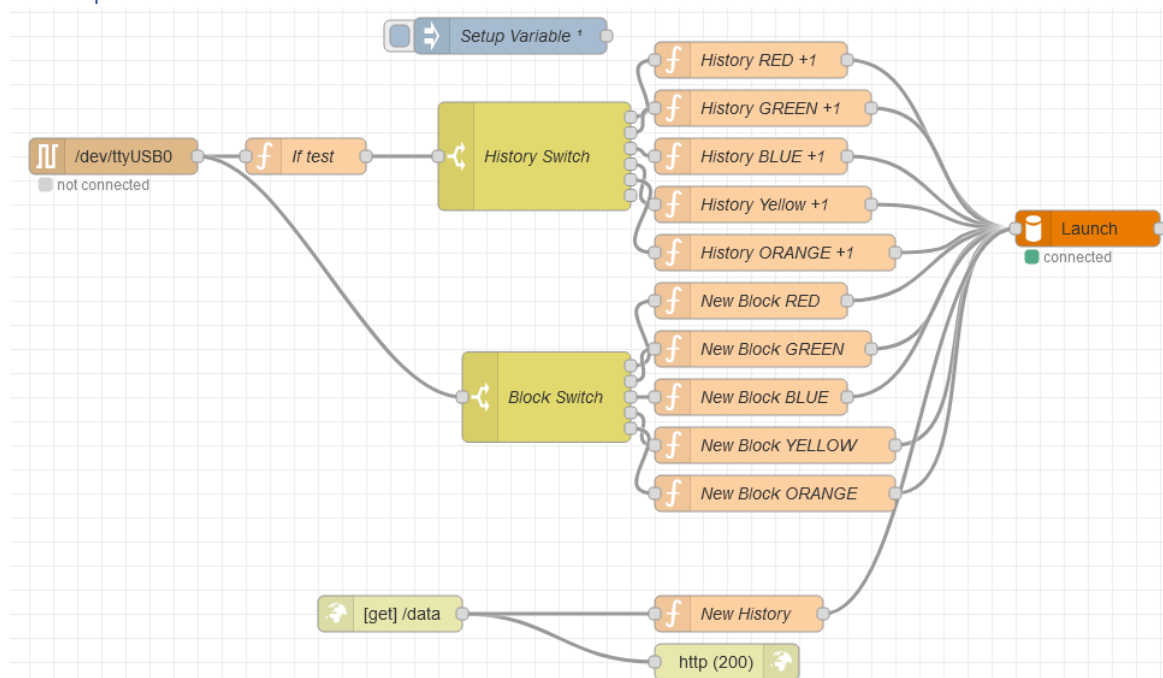 Setup Variable ¹
History RED +1
History GREEN +1
/dev/ttyUSB0
If test
History Switch
History BLUE +1
not connected
History Yellow +1
Launch
History ORANGE +1
connected
New Block RED
New Block GREEN
Block Switch
New Block BLUE
New Block YELLOW
New Block ORANGE
[get] /data
New History
http (200)